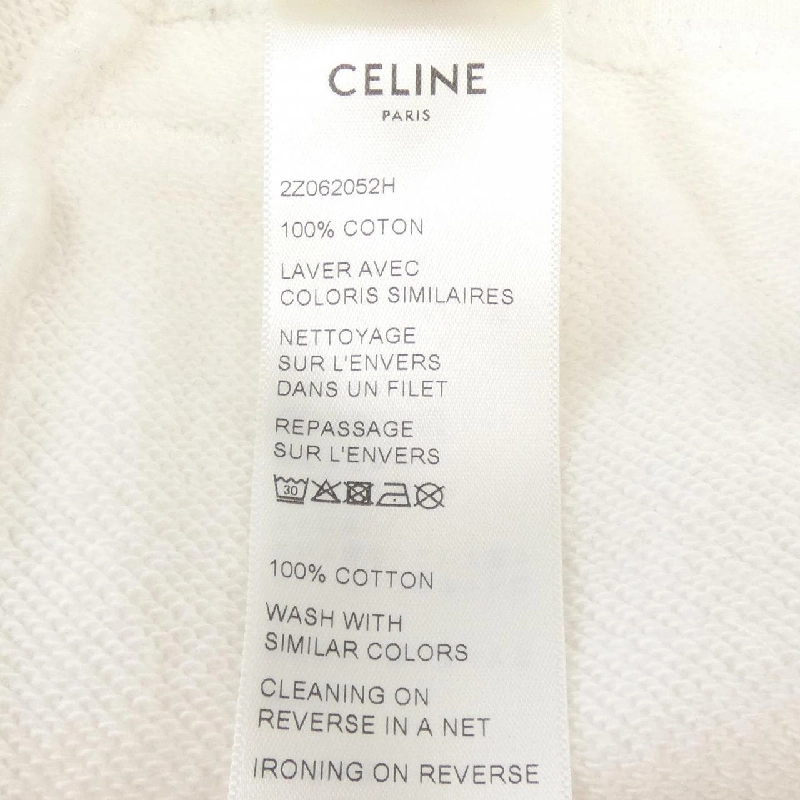 CELINE
PARIS
2Z062052H
100% COTON
LAVER AVEC
COLORIS SIMILAIRES
NETTOYAGE
SUR L'ENVERS
DANS UN FILET
REPASSAGE
SUR L'ENVERS
30
100% COTTON
WASH WITH
SIMILAR COLORS
CLEANING ON
REVERSE IN A NET
IRONING ON REVERSE